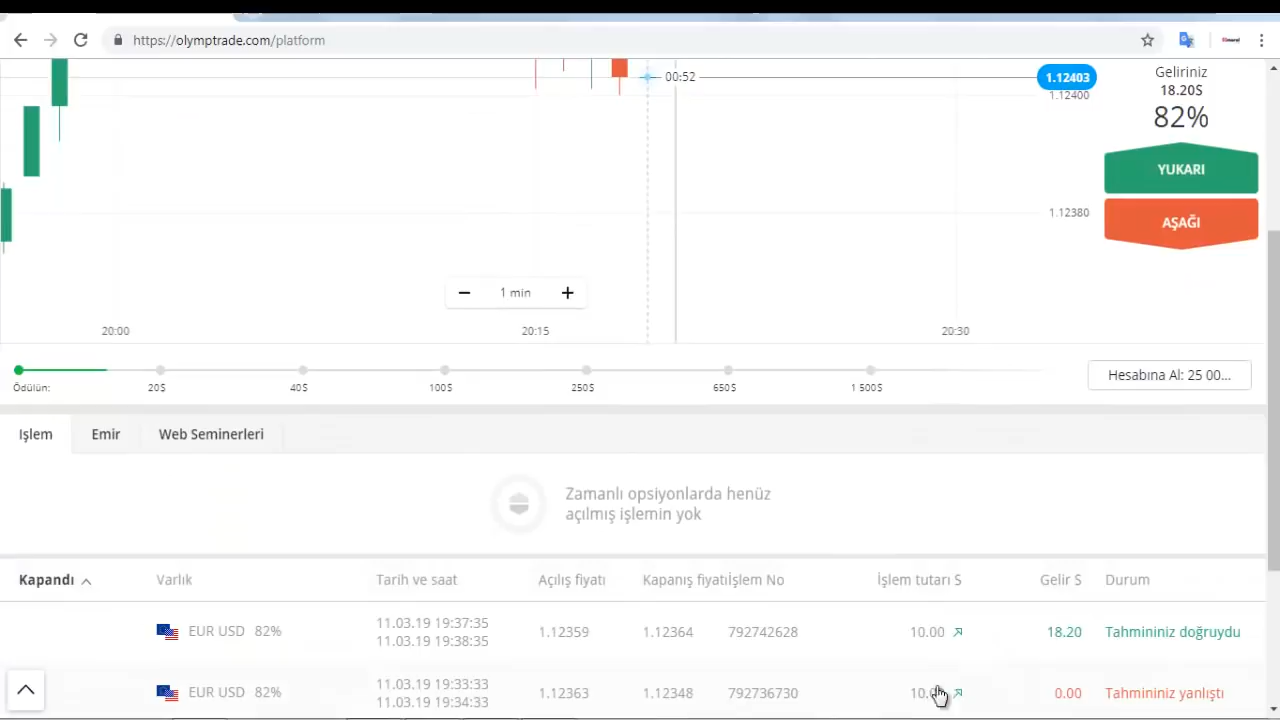 https://olymptrade.com/platform
Geliriniz
18.20$
82%
YUKARI
AŞAĞI
1.12403
1.12400
1.12380
00:52
1 min
20:00
20:15
20:30
Ödülün:
20$
40$
100$
250$
650$
1 500$
Hesabına Al: 25 00...
Işlem
Emir
Web Seminerleri
Zamanlı opsiyonlarda henüz
açılmış işlemin yok
Kapandı Varlık Tarih ve saat Açılış fiyatı Kapanış fiyatı İşlem No İşlem tutarı $ Gelir $ Durum
EUR USD 82% 11.03.19 19:37:35 1.12359 1.12364 792742628 10.00 18.20 Tahmininiz doğruydu
11.03.19 19:38:35
EUR USD 82% 11.03.19 19:33:33 1.12363 1.12348 792736730 0.00 Tahmininiz yanlıştı
11.03.19 19:34:33